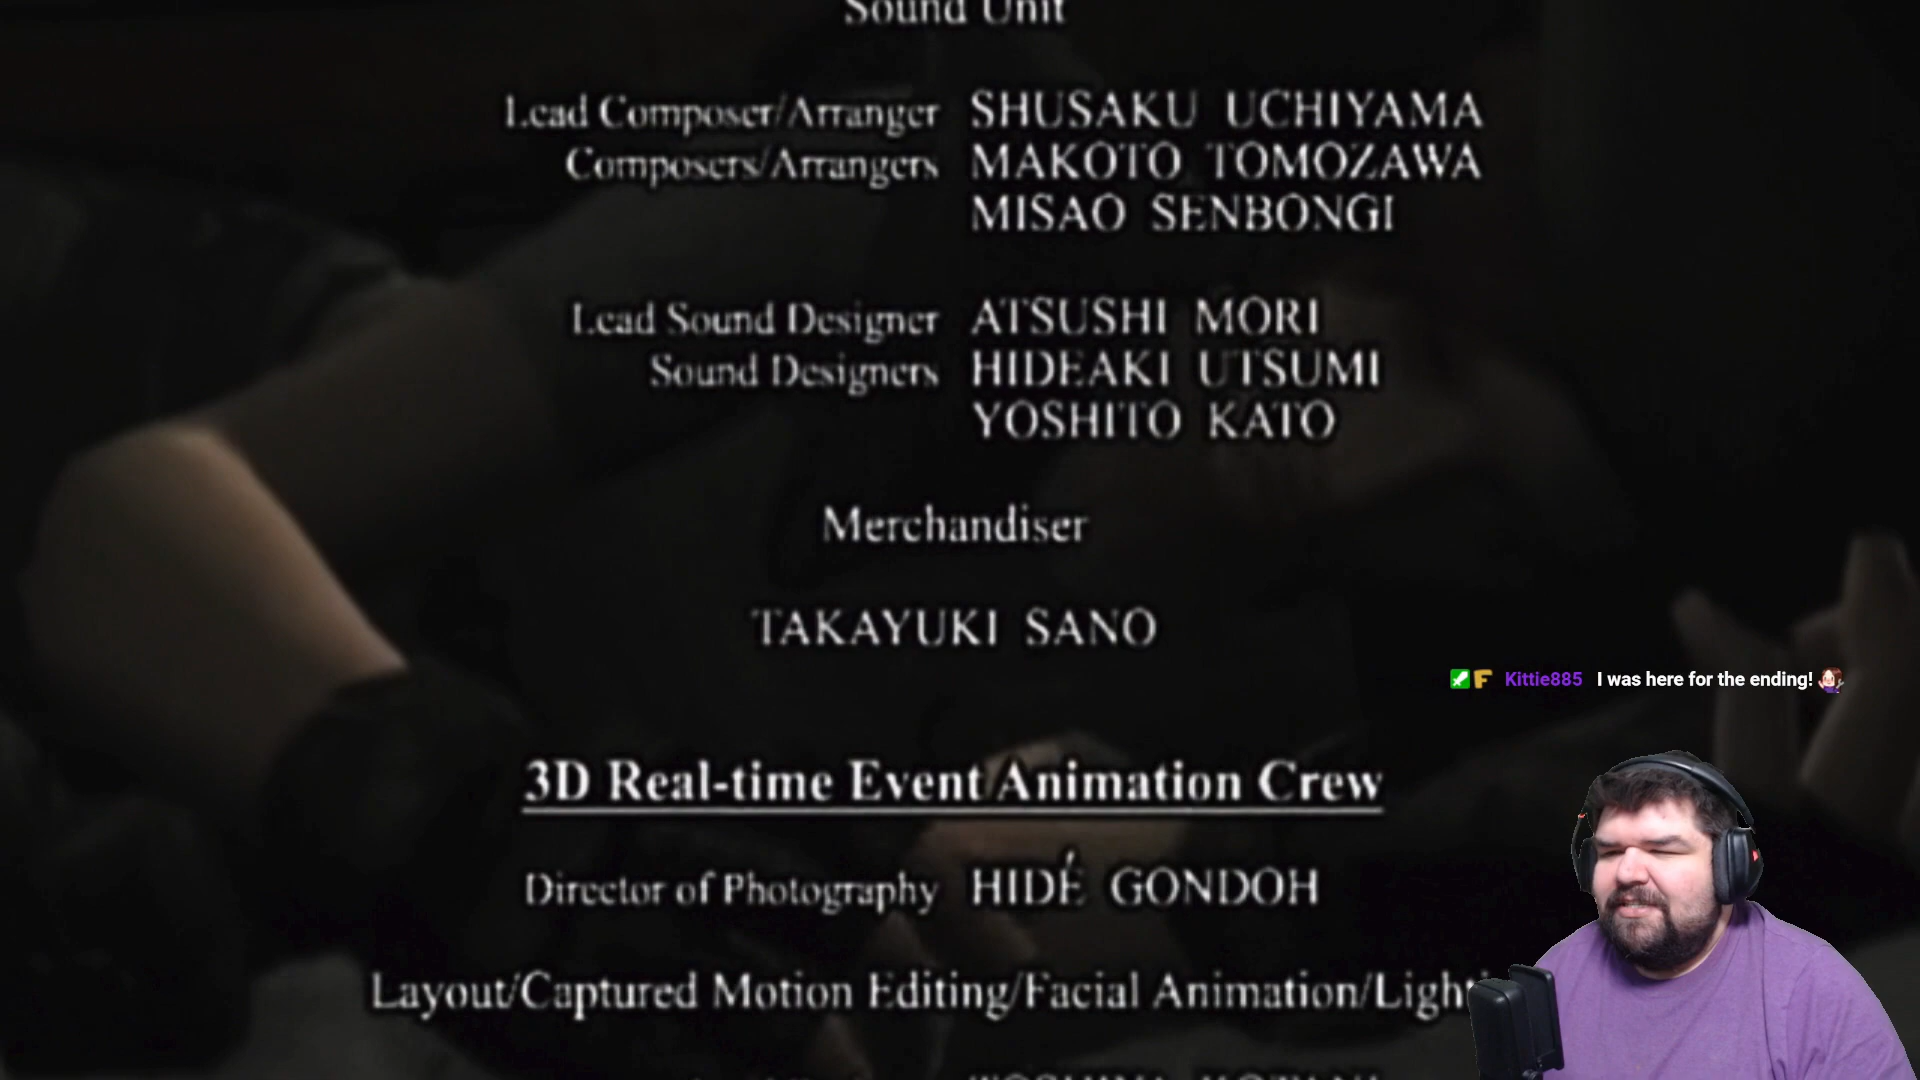 Sound Unit
Lead Composer/Arranger SHUSAKU UCHIYAMA
Composers/Arrangers MAKOTO TOMOZAWA
MISAO SENBONGI
Lead Sound Designer ATSUSHI MORI
Sound Designers HIDEAKI UTSUMI
YOSHITO KATO
Merchandiser
TAKAYUKI SANO
F Kittie885 I was here for the ending!
3D Real-time Event Animation Crew
Director of Photography HIDÉ GONDOH
Layout/Captured Motion Editing/Facial Animation/Light